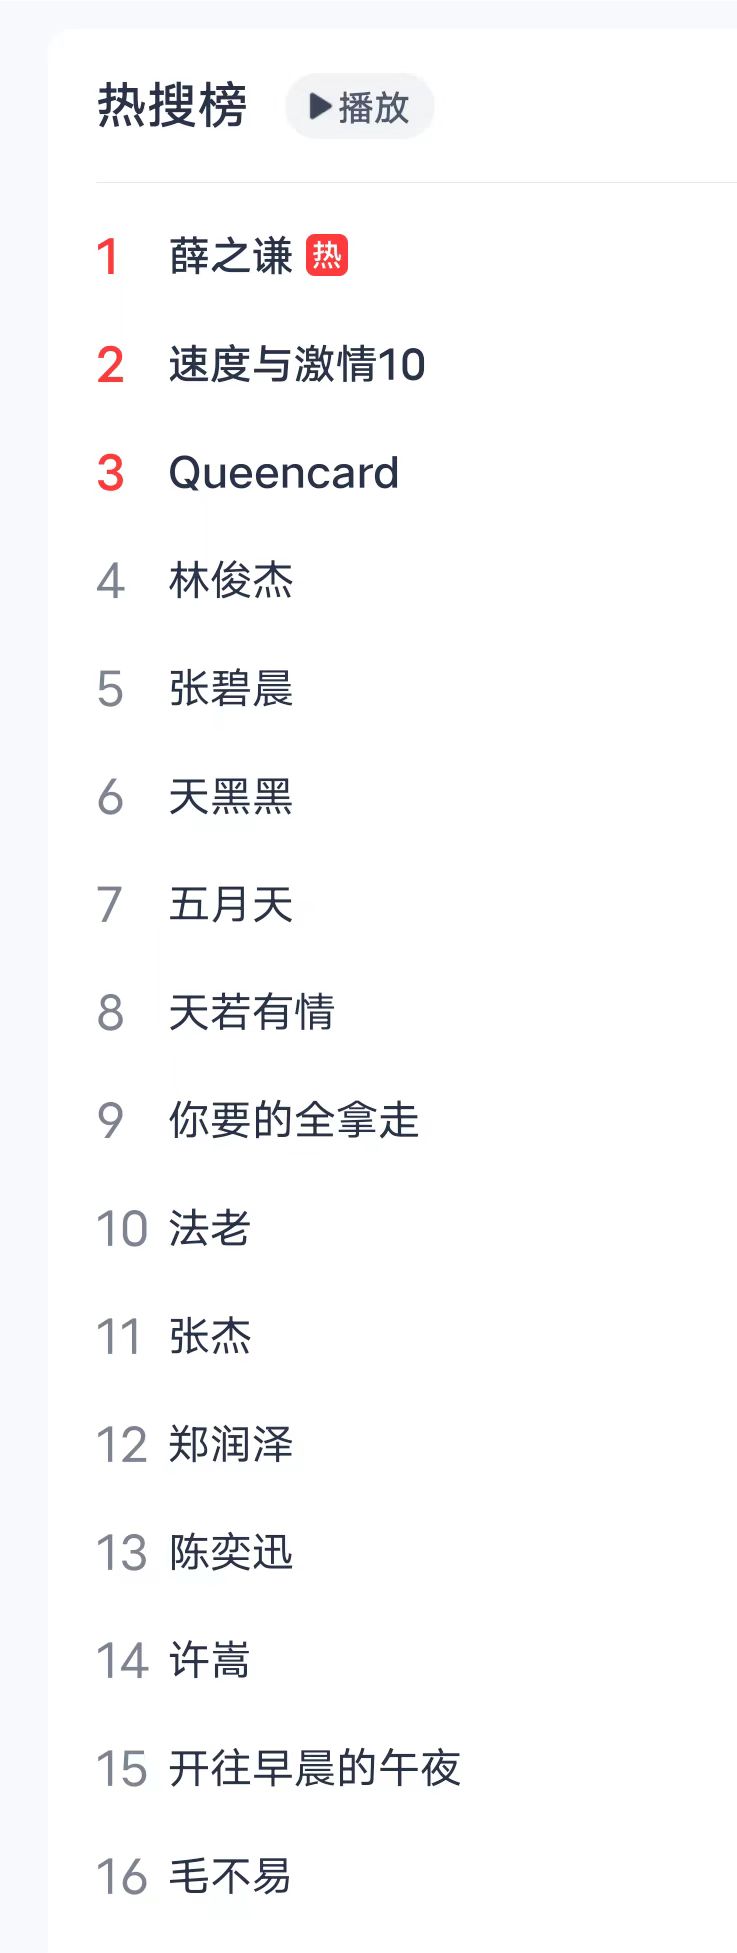 热搜榜 播放
1 薛之谦 热
2 速度与激情10
3 Queencard
4 林俊杰
5 张碧晨
6 天黑黑
7 五月天
8 天若有情
9 你要的全拿走
10 法老
11 张杰
12 郑润泽
13 陈奕迅
14 许嵩
15 开往早晨的午夜
16 毛不易